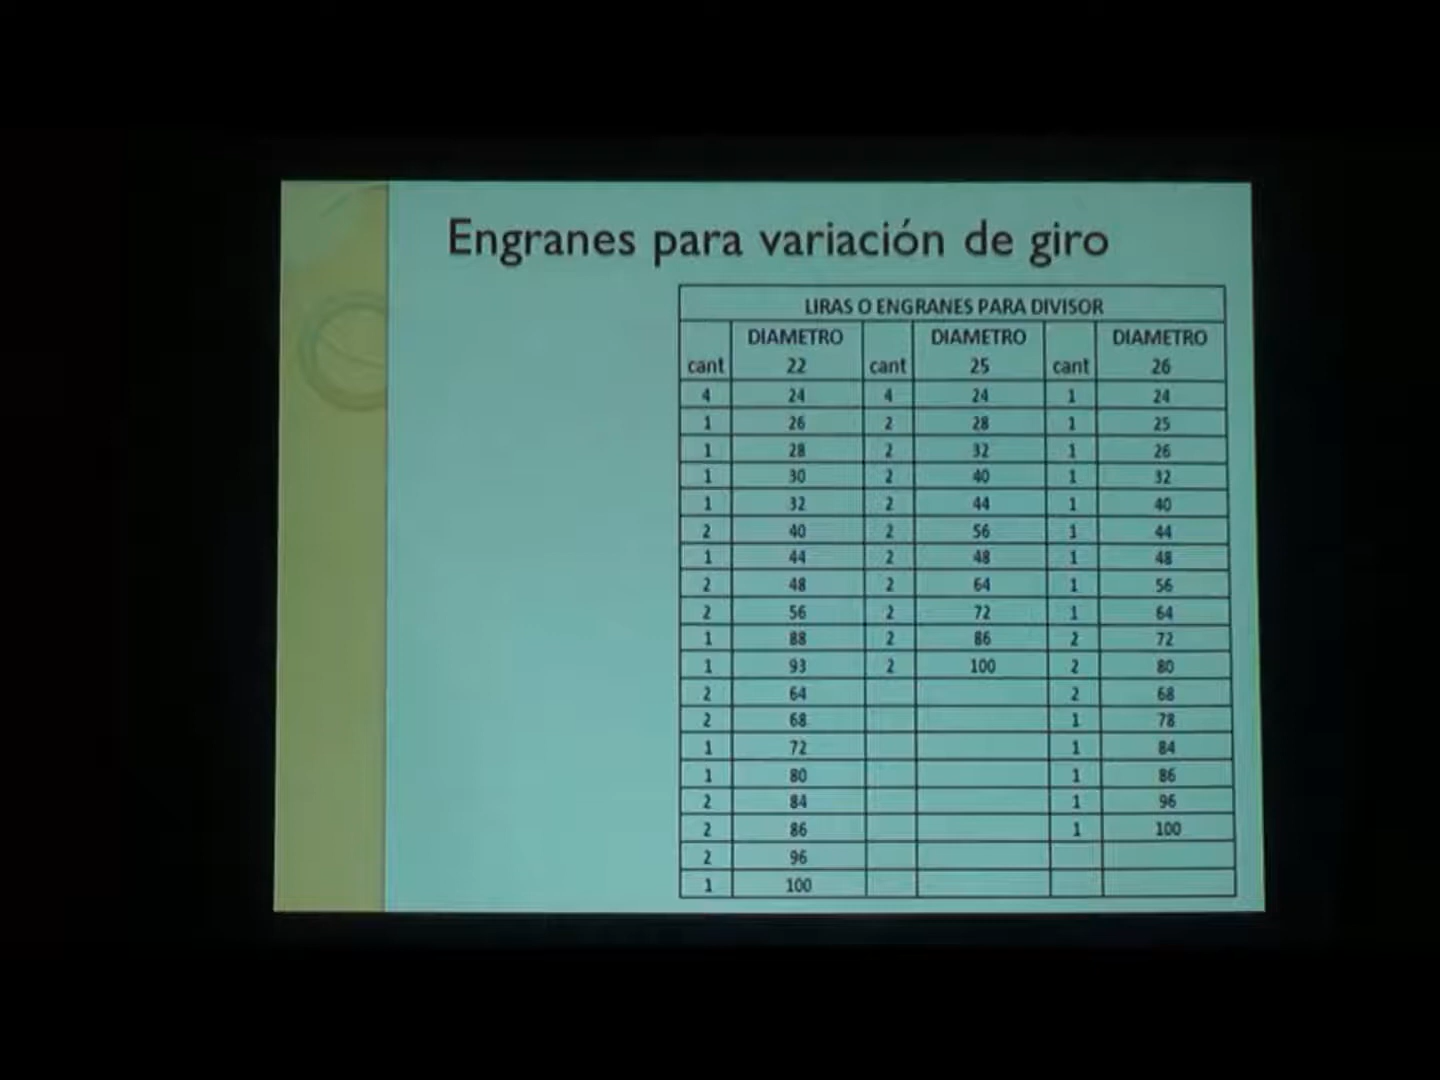 Engranes para variación de giro
LIRAS O ENGRANES PARA DIVISOR
cant DIAMETRO 22 cant DIAMETRO 25 cant DIAMETRO 26
4 24 4 24 1 24
1 26 2 28 1 25
1 28 2 32 1 26
1 30 2 40 1 32
1 32 2 44 1 40
2 40 2 56 1 44
1 44 2 48 1 48
2 48 2 64 1 56
2 56 2 72 1 64
1 88 2 86 2 72
1 93 2 100 2 80
2 64 2 68
2 68 1 78
1 72 1 84
1 80 1 86
2 84 1 96
2 86 1 100
2 96
1 100